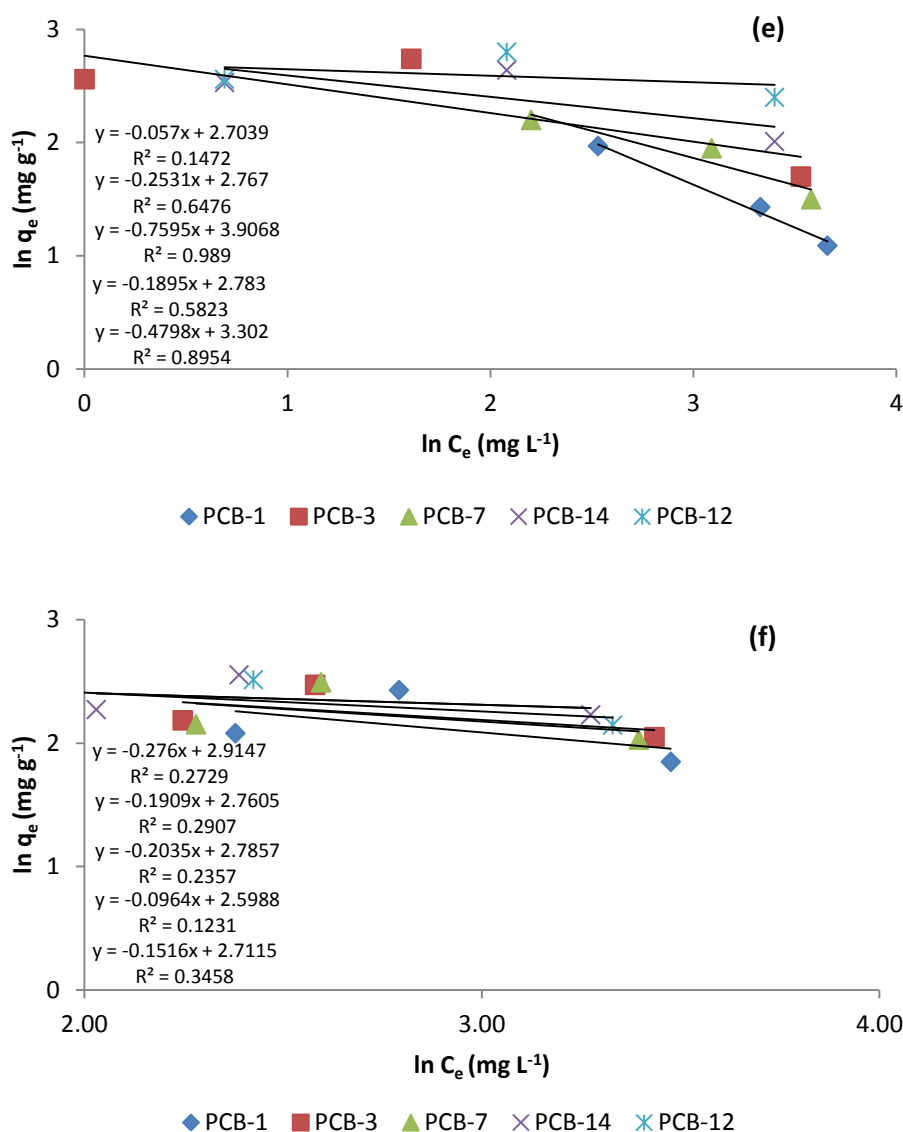 (e)
3
2
1
0
ln qₑ (mg g⁻¹)
y = -0.057x + 2.7039
R² = 0.1472
y = -0.2531x + 2.767
R² = 0.6476
y = -0.7595x + 3.9068
R² = 0.989
y = -0.1895x + 2.783
R² = 0.5823
y = -0.4798x + 3.302
R² = 0.8954
0 1 2 3 4
ln Cₑ (mg L⁻¹)
PCB-1 PCB-3 PCB-7 PCB-14 PCB-12
(f)
3
2
1
0
ln qₑ (mg g⁻¹)
y = -0.276x + 2.9147
R² = 0.2729
y = -0.1909x + 2.7605
R² = 0.2907
y = -0.2035x + 2.7857
R² = 0.2357
y = -0.0964x + 2.5988
R² = 0.1231
y = -0.1516x + 2.7115
R² = 0.3458
2.00 3.00 4.00
ln Cₑ (mg L⁻¹)
PCB-1 PCB-3 PCB-7 PCB-14 PCB-12